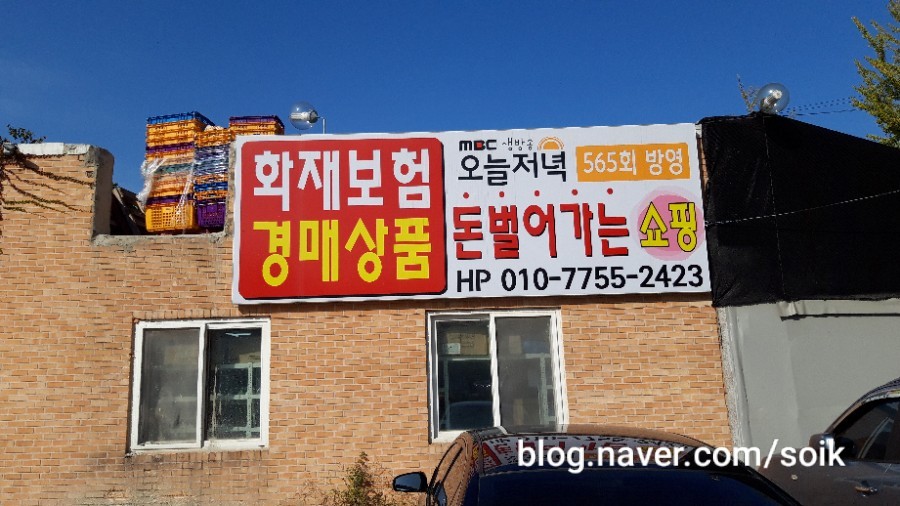 화재보험
경매상품
MBC 생방송
오늘저녁 565회 방영
돈벌어가는 쇼핑
HP 010-7755-2423
blog.naver.com/soik